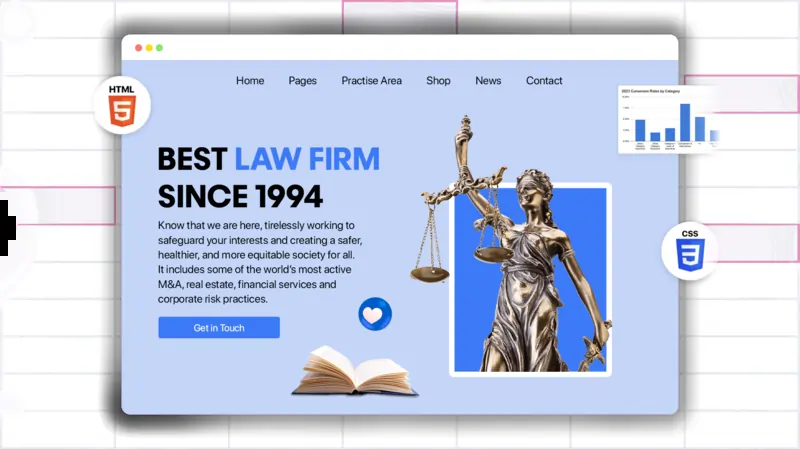 HTML
5
Home Pages Practise Area Shop News Contact
2023 Conversion Rates by Category
BEST LAW FIRM
SINCE 1994
Know that we are here, tirelessly working to
safeguard your interests and creating a safer,
healthier, and more equitable society for all.
It includes some of the world's most active
M&A, real estate, financial services and
corporate risk practices.
Get in Touch
CSS
3